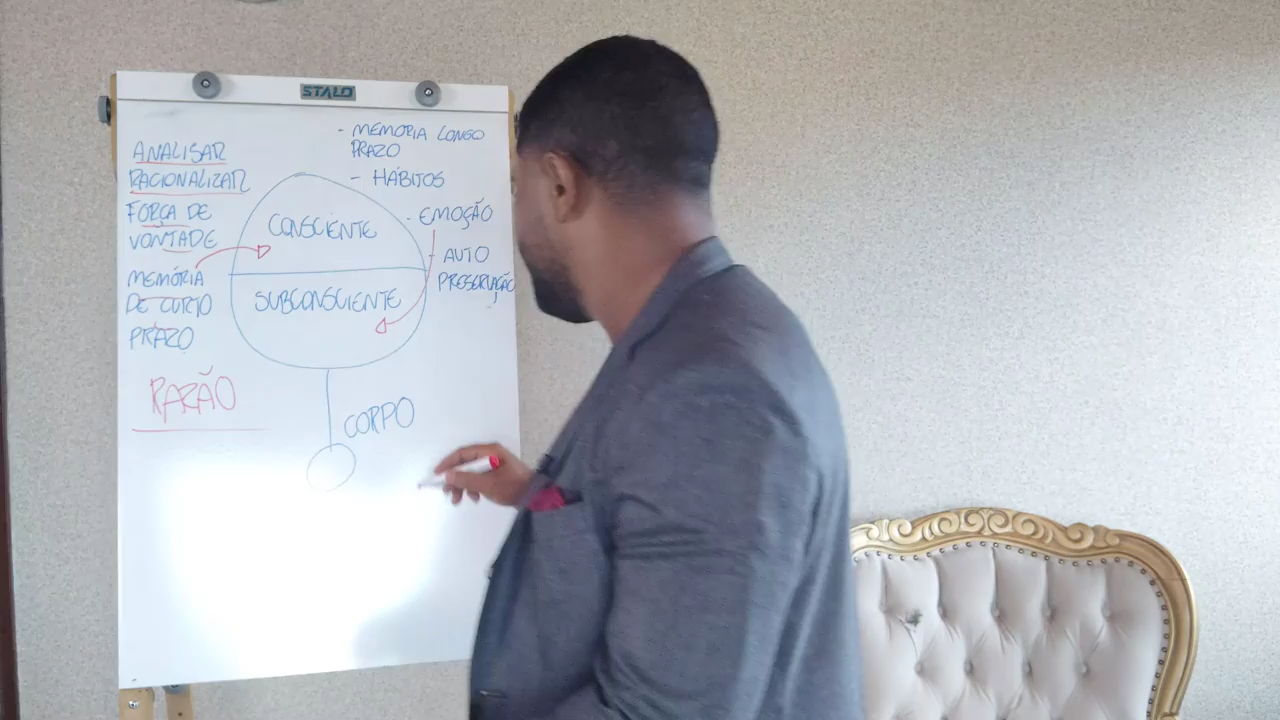 STALO
ANALISAR
RACIONALIZAR
FORÇA DE
VONTADE
MEMÓRIA
DE CURTO
PRAZO
RAZÃO
- MEMORIA LONGO
PRAZO
- HÁBITOS
- EMOÇÃO
- AUTO
PRESERVAÇÃO
CONSCIENTE
SUBCONSCIENTE
CORPO